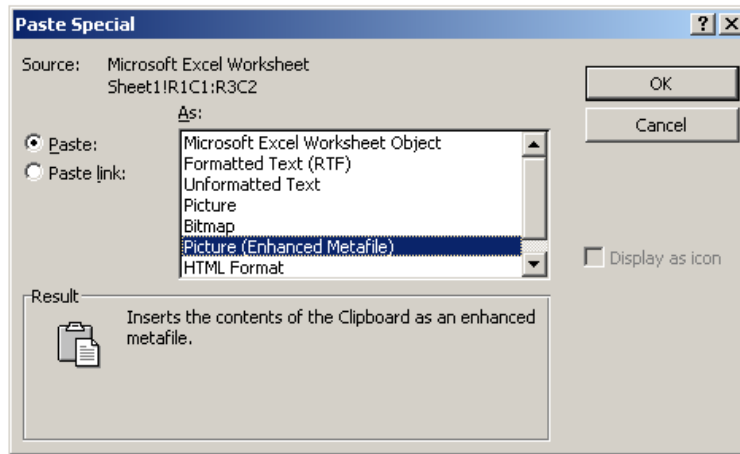 Paste Special
Source: Microsoft Excel Worksheet
Sheet1!R1C1:R3C2
As:
OK
Cancel
Paste:
Paste link:
Microsoft Excel Worksheet Object
Formatted Text (RTF)
Unformatted Text
Picture
Bitmap
Picture (Enhanced Metafile)
HTML Format
Display as icon
Result
Inserts the contents of the Clipboard as an enhanced
metafile.